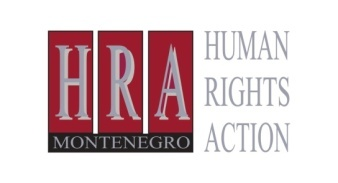 HRA
MONTENEGRO
HUMAN
RIGHTS
ACTION